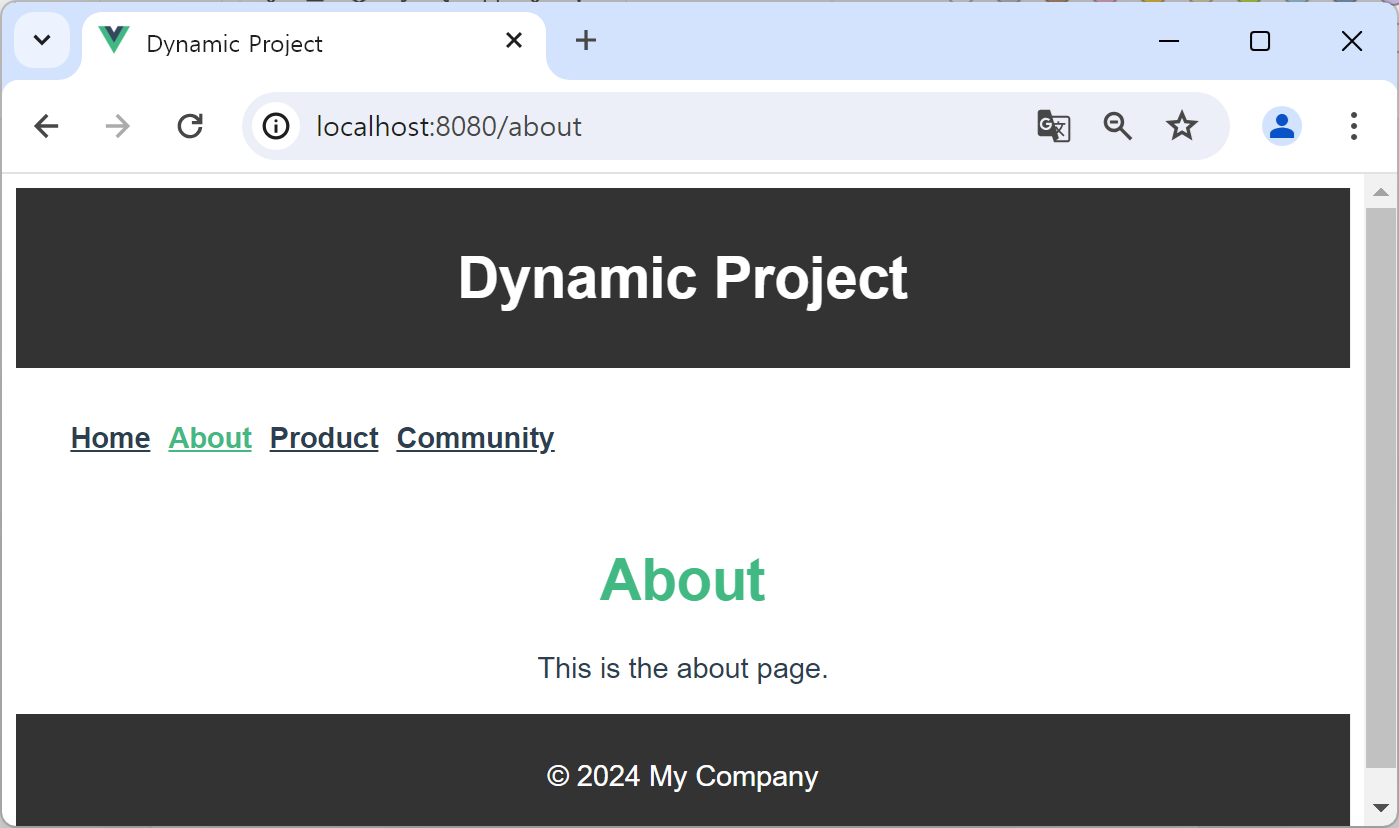 Dynamic Project
localhost:8080/about
Dynamic Project
Home About Product Community
About
This is the about page.
© 2024 My Company